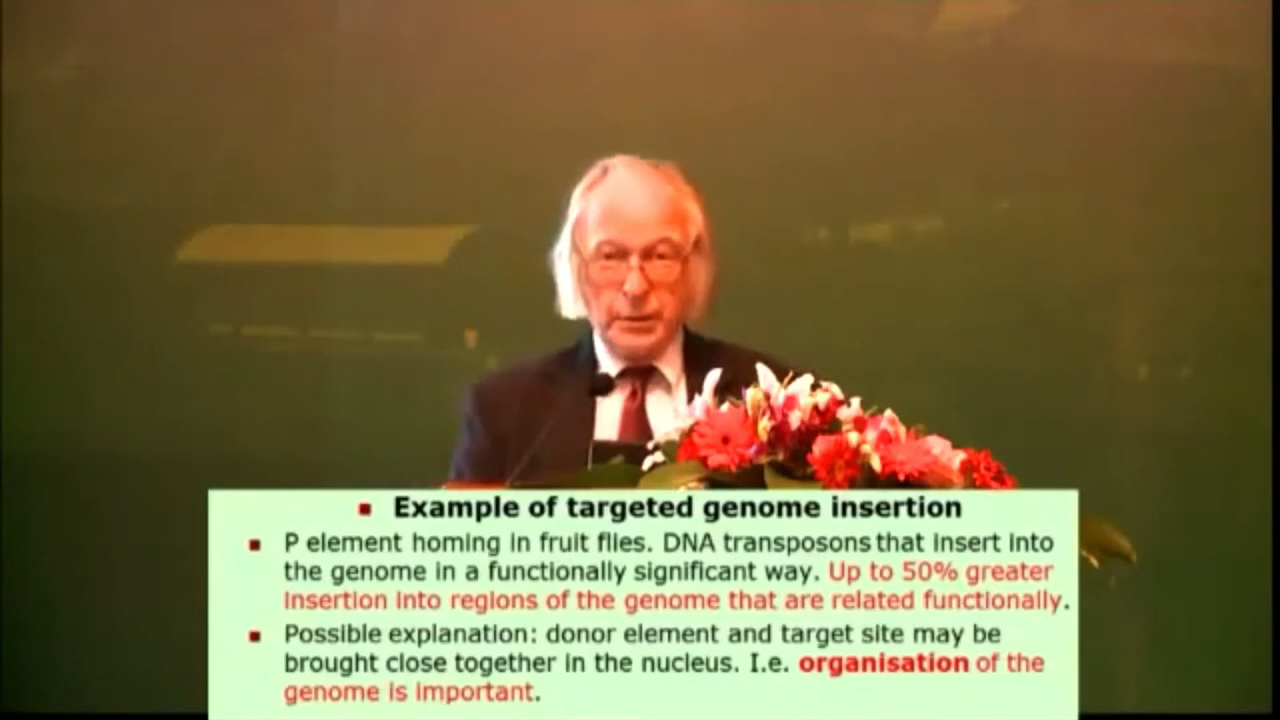 Example of targeted genome insertion
P element homing in fruit flies. DNA transposons that insert into
the genome in a functionally significant way. Up to 50% greater
insertion into regions of the genome that are related functionally.
Possible explanation: donor element and target site may be
brought close together in the nucleus. I.e. organisation of the
genome is important.